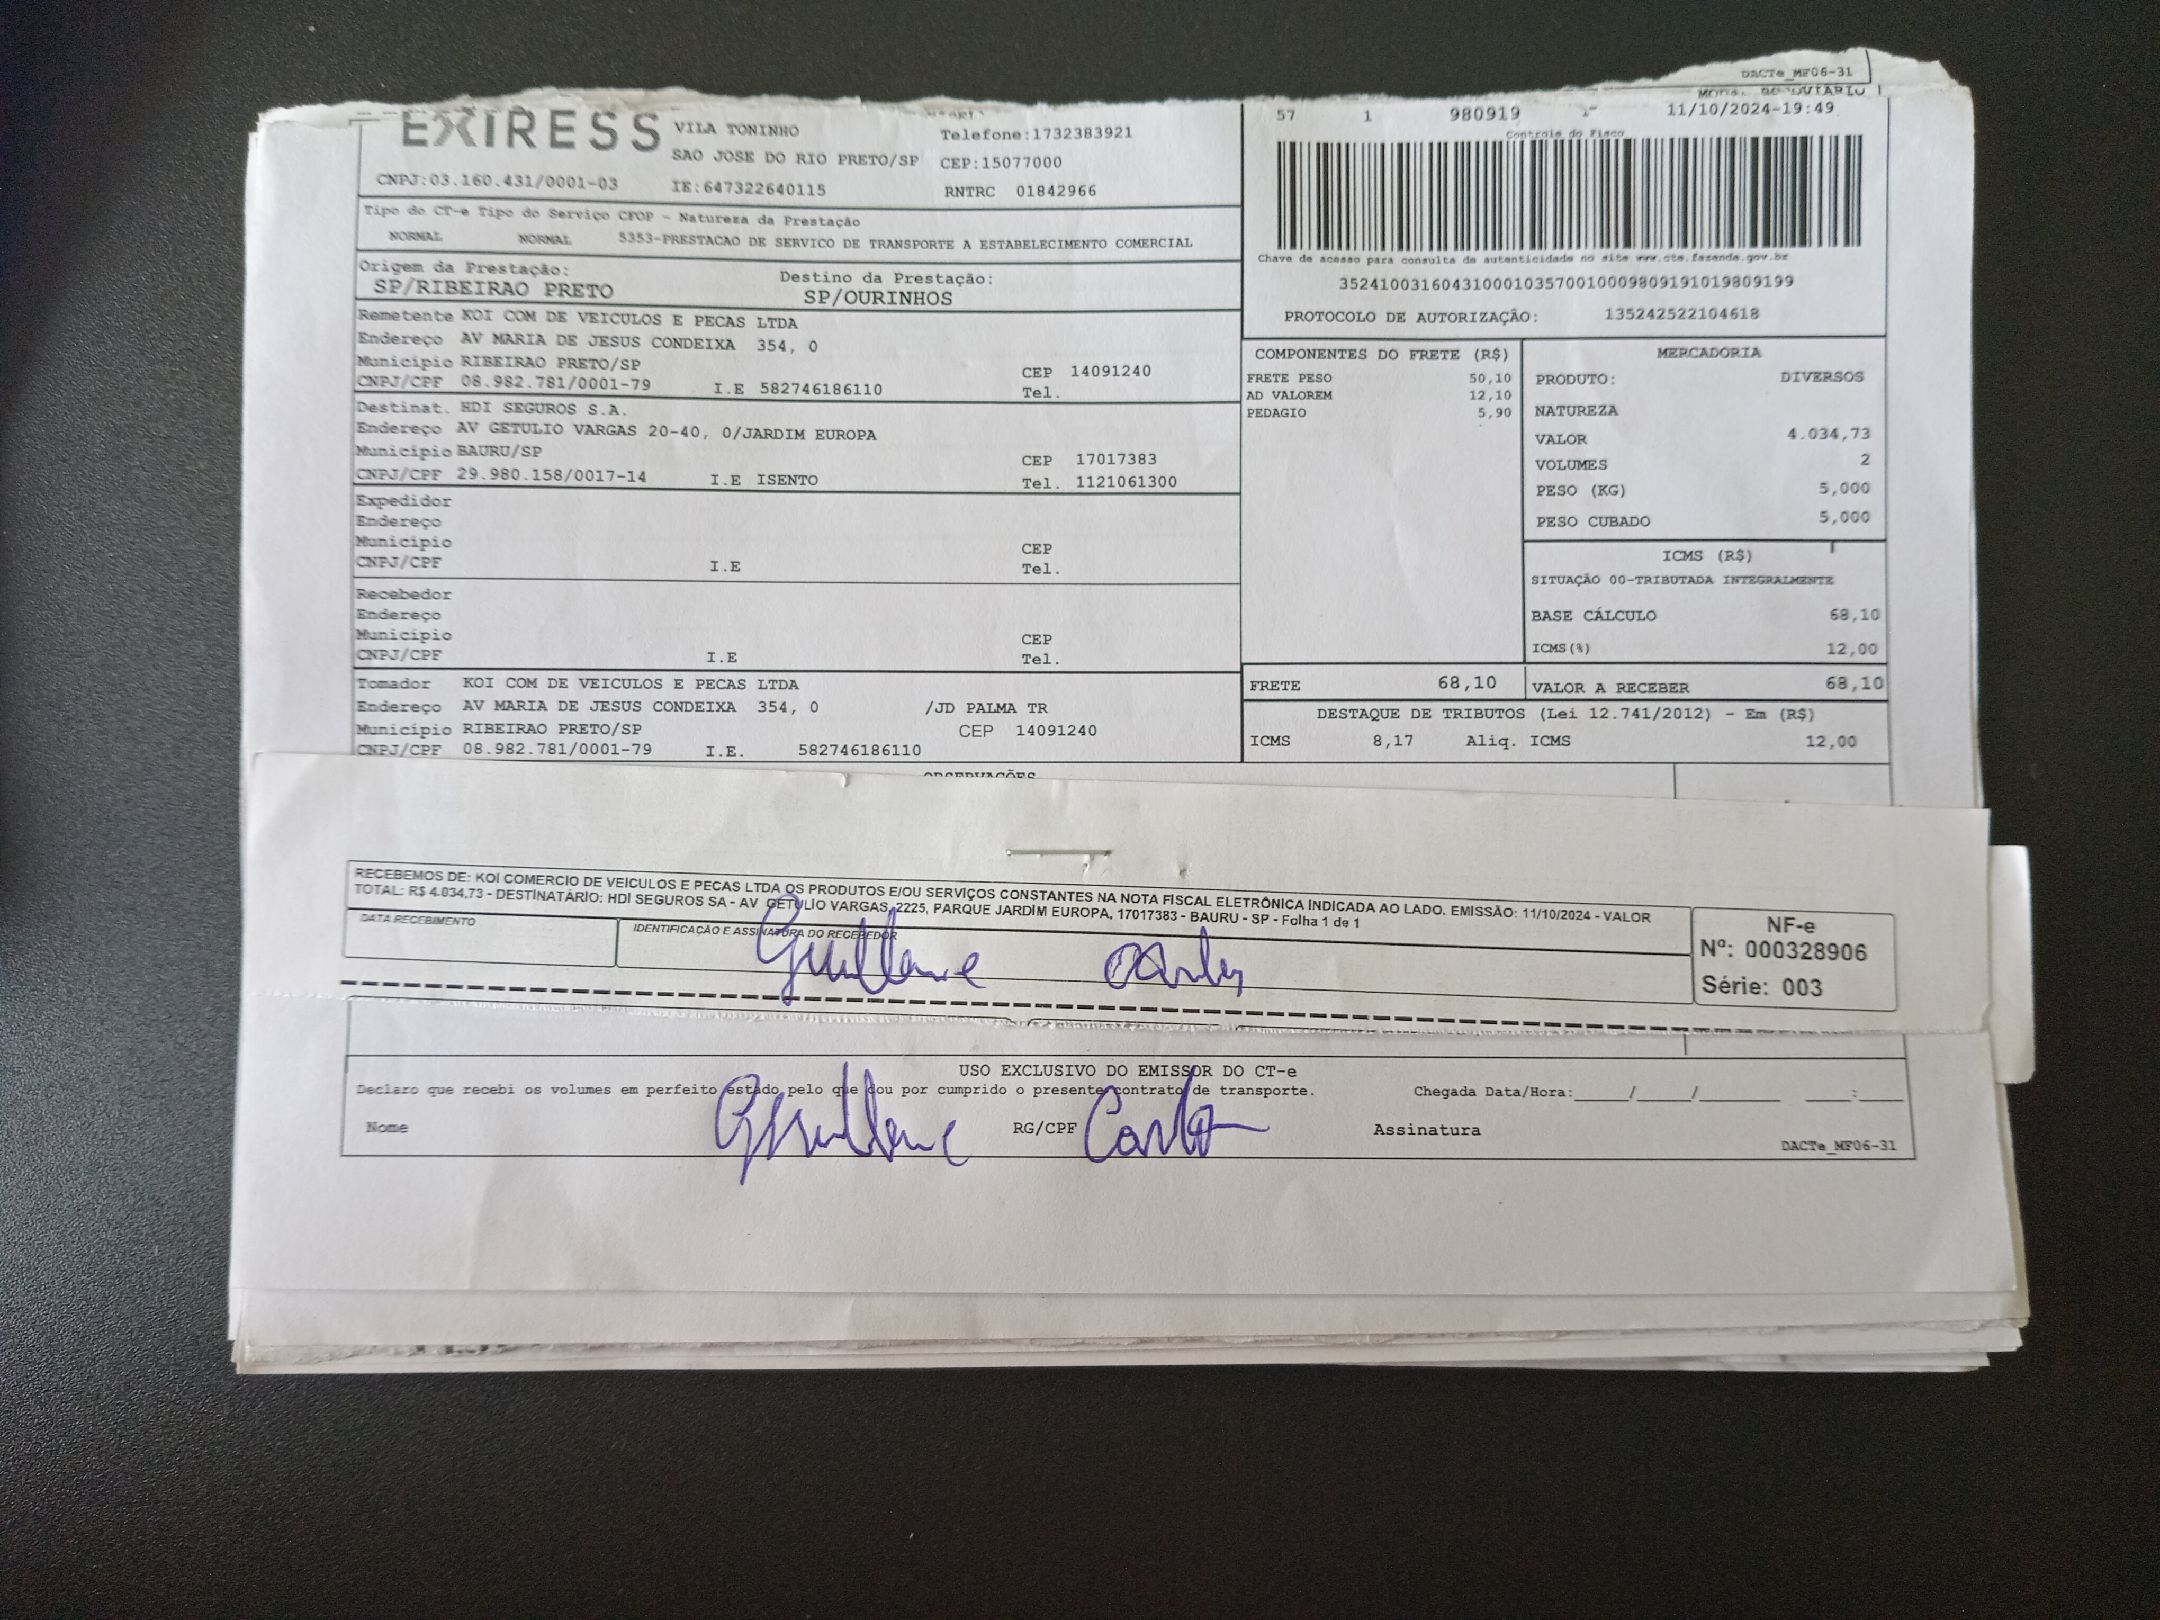 DACTe_MF06-31
EXPRESS
VILA TONINHO
Telefone:1732383921
SAO JOSE DO RIO PRETO/SP CEP:15077000
CNPJ:03.160.431/0001-03 IE:647322640115 RNTRC 01842966
57 1 980919 11/10/2024-19:49
Controle do Fisco
Tipo do CT-e Tipo do Serviço CFOP - Natureza da Prestação
NORMAL NORMAL 5353-PRESTACAO DE SERVICO DE TRANSPORTE A ESTABELECIMENTO COMERCIAL
Chave de acesso para consulta de autenticidade no site www.cte.fazenda.gov.br
35241003160431000103570010009809191019809199
PROTOCOLO DE AUTORIZAÇÃO: 135242522104618
Origem da Prestação: Destino da Prestação:
SP/RIBEIRAO PRETO SP/OURINHOS
Remetente KOI COM DE VEICULOS E PECAS LTDA
Endereço AV MARIA DE JESUS CONDEIXA 354, 0
Município RIBEIRAO PRETO/SP CEP 14091240
CNPJ/CPF 08.982.781/0001-79 I.E 582746186110 Tel.
Destinat. HDI SEGUROS S.A.
Endereço AV GETULIO VARGAS 20-40, 0/JARDIM EUROPA
Município BAURU/SP CEP 17017383
CNPJ/CPF 29.980.158/0017-14 I.E ISENTO Tel. 1121061300
Expedidor
Endereço
Município CEP
CNPJ/CPF I.E Tel.
Recebedor
Endereço
Município CEP
CNPJ/CPF I.E Tel.
Tomador KOI COM DE VEICULOS E PECAS LTDA
Endereço AV MARIA DE JESUS CONDEIXA 354, 0 /JD PALMA TR
Município RIBEIRAO PRETO/SP CEP 14091240
CNPJ/CPF 08.982.781/0001-79 I.E. 582746186110
COMPONENTES DO FRETE (R$)
FRETE PESO 50,10
AD VALOREM 12,10
PEDAGIO 5,90
MERCADORIA
PRODUTO: DIVERSOS
NATUREZA
VALOR 4.034,73
VOLUMES 2
PESO (KG) 5,000
PESO CUBADO 5,000
ICMS (R$)
SITUAÇÃO 00-TRIBUTADA INTEGRALMENTE
BASE CÁLCULO 68,10
ICMS(%) 12,00
FRETE 68,10 VALOR A RECEBER 68,10
DESTAQUE DE TRIBUTOS (Lei 12.741/2012) - Em (R$)
ICMS 8,17 Aliq. ICMS 12,00
OBSERVAÇÕES
RECEBEMOS DE: KOI COMERCIO DE VEICULOS E PECAS LTDA OS PRODUTOS E/OU SERVIÇOS CONSTANTES NA NOTA FISCAL ELETRÔNICA INDICADA AO LADO. EMISSÃO: 11/10/2024 - VALOR
TOTAL: R$ 4.034,73 - DESTINATÁRIO: HDI SEGUROS SA - AV GETULIO VARGAS, 2225, PARQUE JARDIM EUROPA, 17017383 - BAURU - SP - Folha 1 de 1
DATA RECEBIMENTO IDENTIFICAÇÃO E ASSINATURA DO RECEBEDOR
NF-e
Nº: 000328906
Série: 003
USO EXCLUSIVO DO EMISSOR DO CT-e
Declaro que recebi os volumes em perfeito estado pelo que dou por cumprido o presente contrato de transporte. Chegada Data/Hora:_____/_____/________ ____:____
Nome RG/CPF Assinatura
DACTe_MF06-31